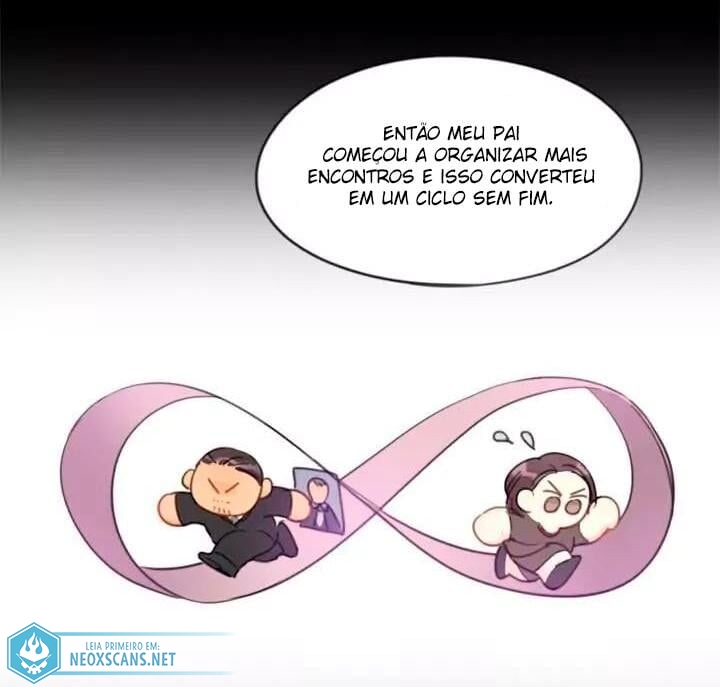 ENTÃO MEU PAI
COMEÇOU A ORGANIZAR MAIS
ENCONTROS E ISSO CONVERTEU
EM UM CICLO SEM FIM.
LEIA PRIMEIRO EM:
NEOXSCANS.NET